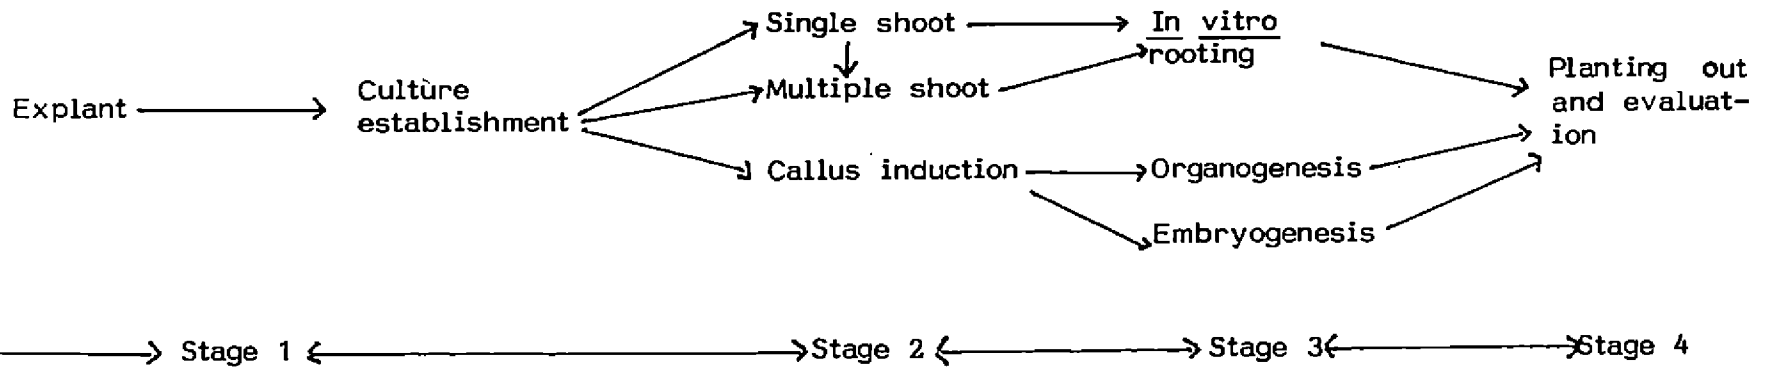 Single shoot
In vitro
rooting
Multiple shoot
Explant
Culture
establishment
Planting out
and evaluat-
ion
Callus induction
Organogenesis
Embryogenesis
Stage 1
Stage 2
Stage 3
Stage 4